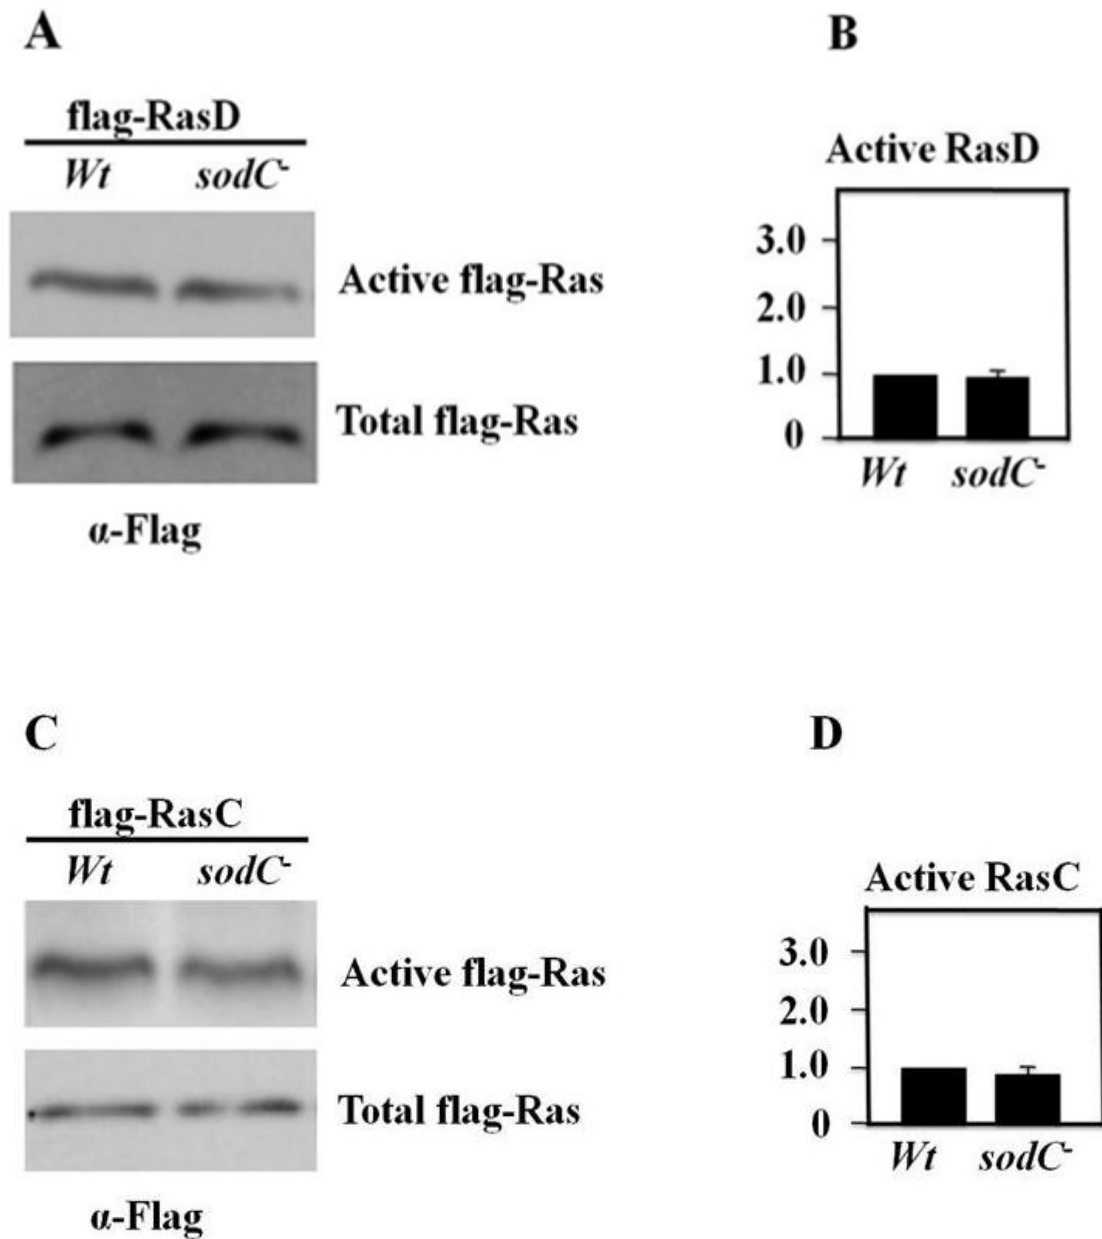 A
flag-RasD
Wt sodC-
Active flag-Ras
Total flag-Ras
α-Flag
B
Active RasD
3.0
2.0
1.0
0
Wt sodC-
C
flag-RasC
Wt sodC-
Active flag-Ras
Total flag-Ras
α-Flag
D
Active RasC
3.0
2.0
1.0
0
Wt sodC-